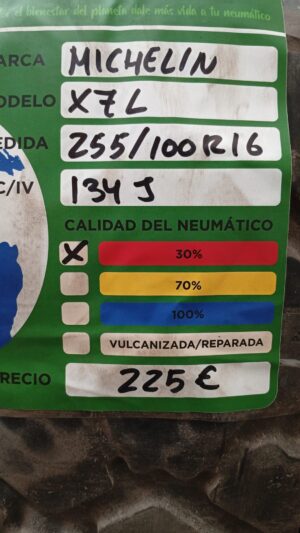 el bienestar del planeta dale más vida a tu neumático
ARCA MICHELIN
ODELO X7L
EDIDA 255/100R16
C/IV 134 J
CALIDAD DEL NEUMÁTICO
X 30%
70%
100%
VULCANIZADA/REPARADA
RECIO 225 €